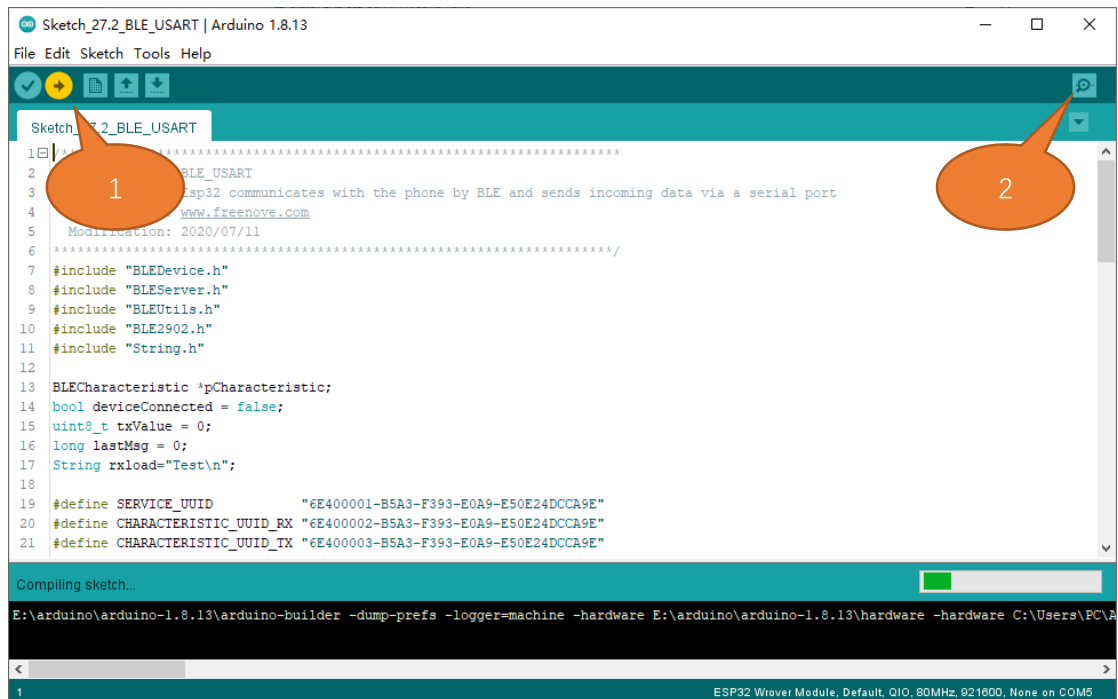 Sketch_27.2_BLE_USART | Arduino 1.8.13
File Edit Sketch Tools Help
Sketch_ 7.2_BLE_USART
1
2
1 /**********************************************************************
2 BLE_USART
3 Esp32 communicates with the phone by BLE and sends incoming data via a serial port
4 www.freenove.com
5 Modification: 2020/07/11
6 **********************************************************************/
7 #include "BLEDevice.h"
8 #include "BLEServer.h"
9 #include "BLEUtils.h"
10 #include "BLE2902.h"
11 #include "String.h"
12
13 BLECharacteristic *pCharacteristic;
14 bool deviceConnected = false;
15 uint8_t txValue = 0;
16 long lastMsg = 0;
17 String rxload="Test\n";
18
19 #define SERVICE_UUID "6E400001-B5A3-F393-E0A9-E50E24DCCA9E"
20 #define CHARACTERISTIC_UUID_RX "6E400002-B5A3-F393-E0A9-E50E24DCCA9E"
21 #define CHARACTERISTIC_UUID_TX "6E400003-B5A3-F393-E0A9-E50E24DCCA9E"
Compiling sketch...
E:\arduino\arduino-1.8.13\arduino-builder -dump-prefs -logger=machine -hardware E:\arduino\arduino-1.8.13\hardware -hardware C:\Users\PC\A
1 ESP32 Wrover Module, Default, QIO, 80MHz, 921600, None on COM5